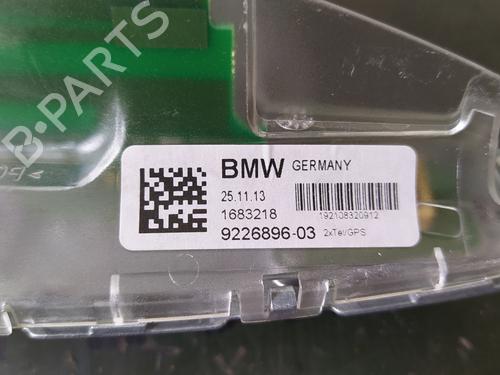 B-PARTS
BMW GERMANY
25.11.13
1683218 192108320912
9226896-03 2xTel/GPS